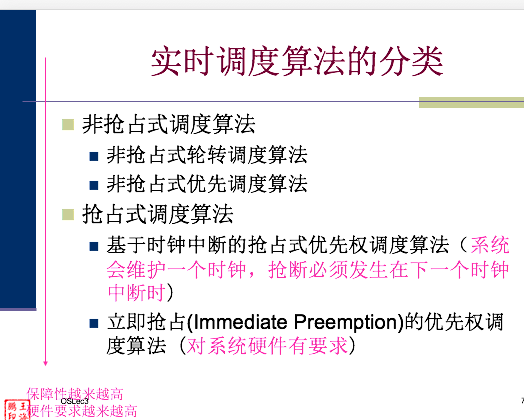 实时调度算法的分类
非抢占式调度算法
非抢占式轮转调度算法
非抢占式优先调度算法
抢占式调度算法
基于时钟中断的抢占式优先权调度算法（系统
会维护一个时钟，抢断必须发生在下一个时钟
中断时）
立即抢占(Immediate Preemption)的优先权调
度算法（对系统硬件有要求）
保障性越来越高
OSLec3
硬件要求越来越高